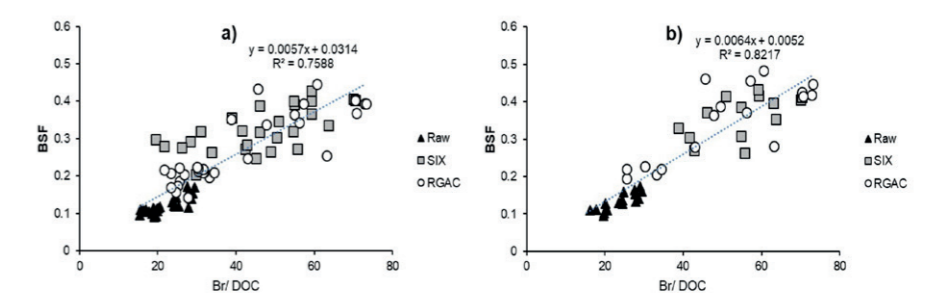 a)
y = 0.0057x + 0.0314
R² = 0.7588
BSF
0.6
0.5
0.4
0.3
0.2
0.1
0
0
20
40
60
80
Br/ DOC
Raw
SIX
RGAC
b)
y = 0.0064x + 0.0052
R² = 0.8217
BSF
0.6
0.5
0.4
0.3
0.2
0.1
0
0
20
40
60
80
Br/ DOC
Raw
SIX
RGAC